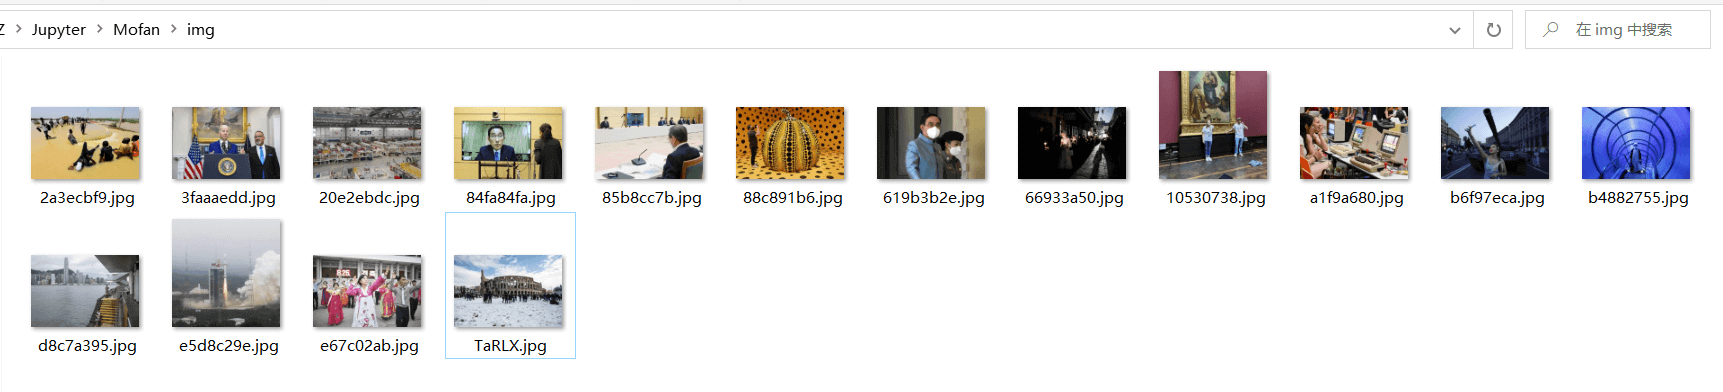 Z > Jupyter > Mofan > img
在 img 中搜索
2a3ecbf9.jpg 3faaaedd.jpg 20e2ebdc.jpg 84fa84fa.jpg 85b8cc7b.jpg 88c891b6.jpg 619b3b2e.jpg 66933a50.jpg 10530738.jpg a1f9a680.jpg b6f97eca.jpg b4882755.jpg
d8c7a395.jpg e5d8c29e.jpg e67c02ab.jpg TaRLX.jpg